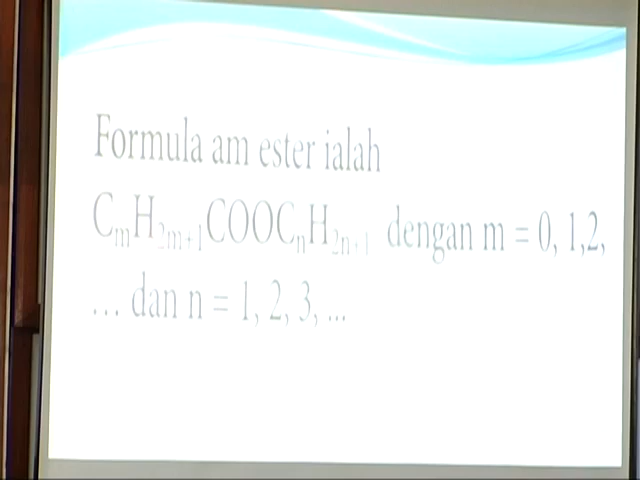 Formula am ester ialah
CₘH₂ₘ₊₁COOCₙH₂ₙ₊₁ dengan m = 0, 1,2,
... dan n = 1, 2, 3, ...